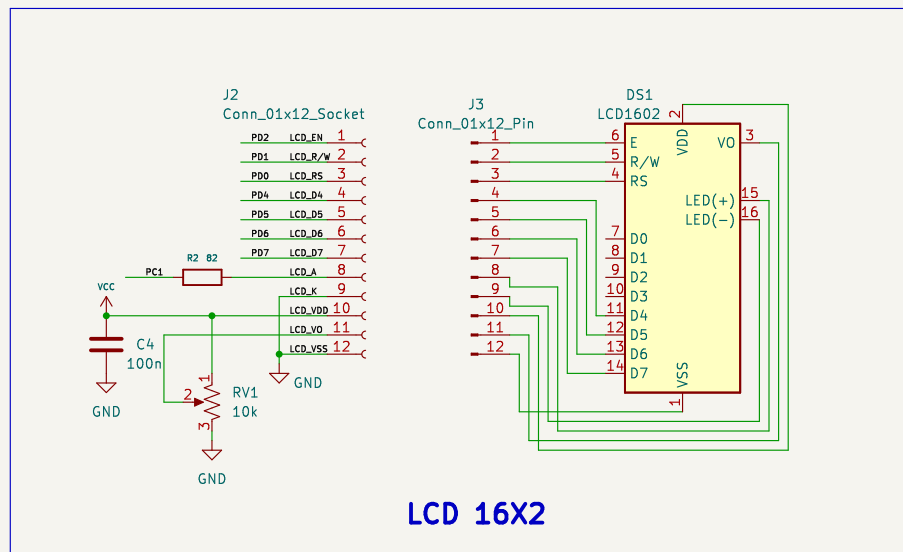 J2
Conn_01x12_Socket
PD2 LCD_EN 1
PD1 LCD_R/W 2
PD0 LCD_RS 3
PD4 LCD_D4 4
PD5 LCD_D5 5
PD6 LCD_D6 6
PD7 LCD_D7 7
R2 82
PC1 LCD_A 8
LCD_K 9
VCC
LCD_VDD 10
LCD_VO 11
LCD_VSS 12
C4
100n
GND
GND
1
2
3
RV1
10k
GND
J3
Conn_01x12_Pin
1
2
3
4
5
6
7
8
9
10
11
12
DS1
LCD1602
2
VDD
6 E
5 R/W
4 RS
VO 3
LED(+) 15
LED(-) 16
7 D0
8 D1
9 D2
10 D3
11 D4
12 D5
13 D6
14 D7
VSS
1
LCD 16X2